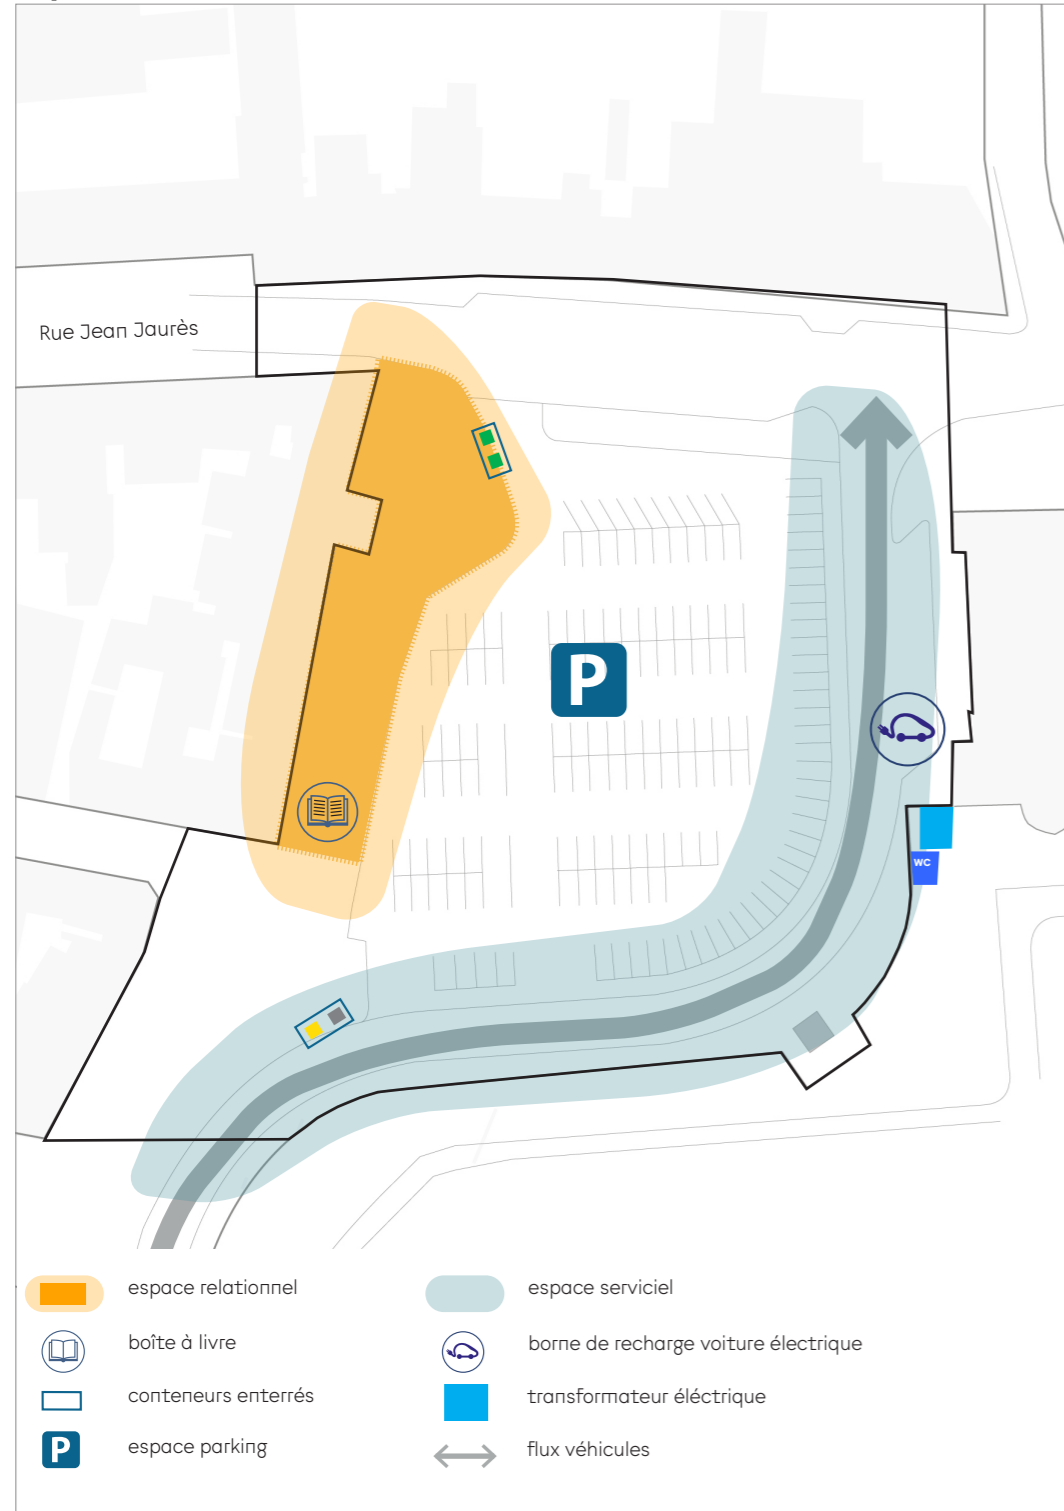 Rue Jean Jaurès
P
WC
espace relationnel
espace serviciel
boîte à livre
borne de recharge voiture électrique
conteneurs enterrés
transformateur éléctrique
P
espace parking
flux véhicules